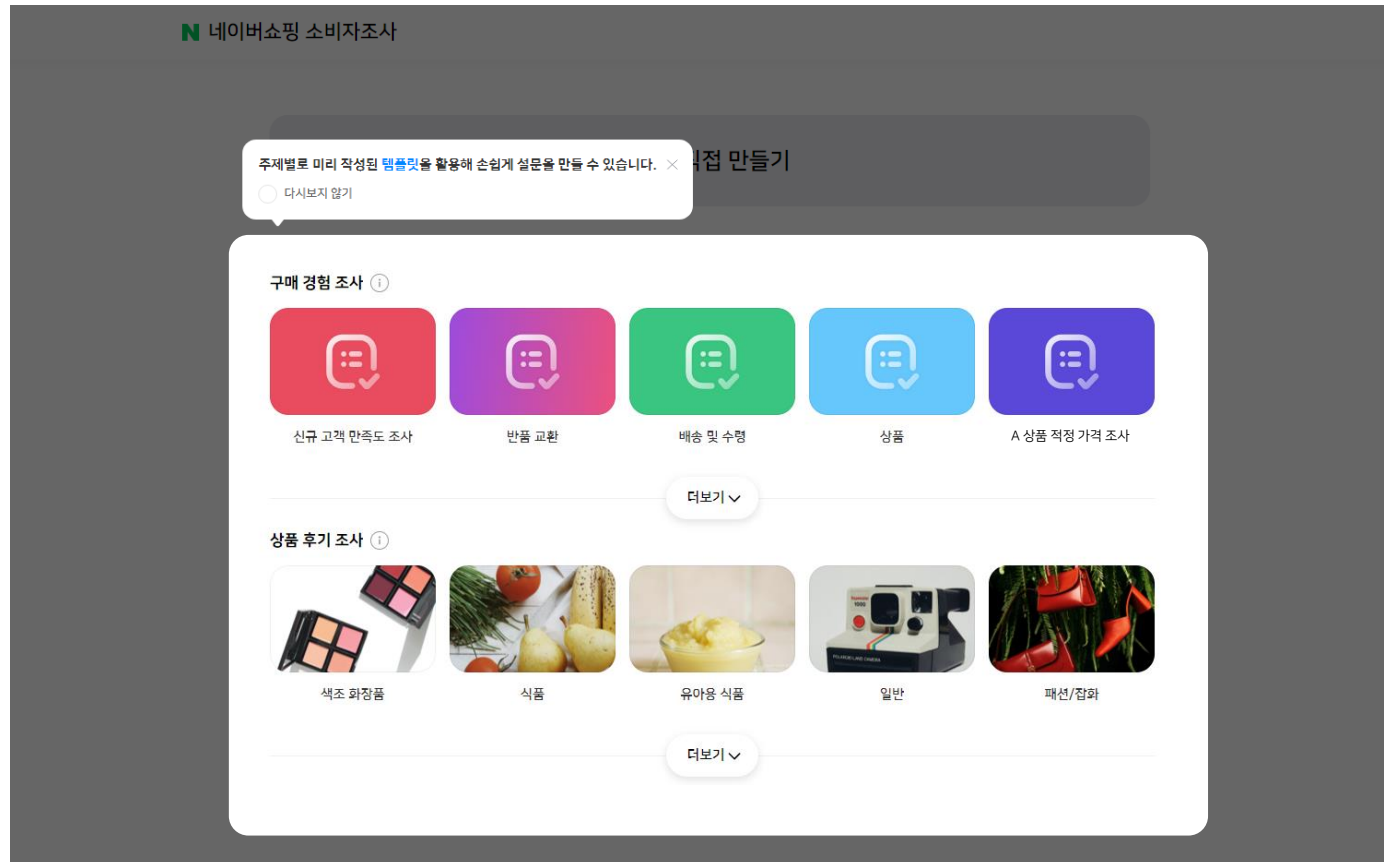 N 네이버쇼핑 소비자조사
접 만들기
주제별로 미리 작성된 템플릿을 활용해 손쉽게 설문을 만들 수 있습니다.
다시보지 않기
구매 경험 조사
신규 고객 만족도 조사
반품 교환
배송 및 수령
상품
A 상품 적정 가격 조사
더보기
상품 후기 조사
1000
색조 화장품
식품
유아용 식품
일반
패션/잡화
더보기